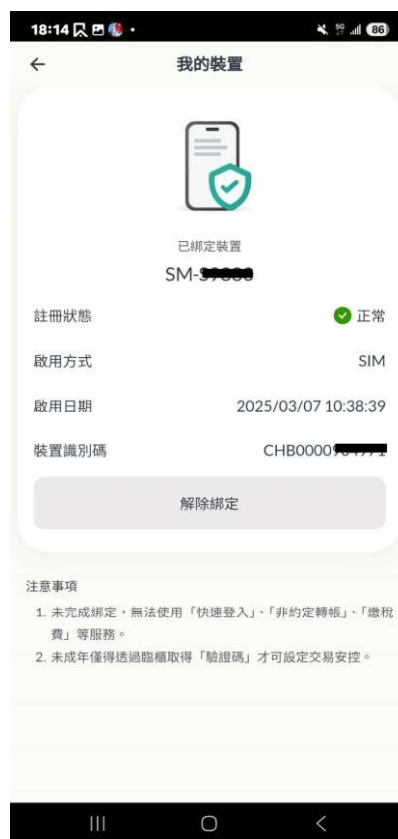 18:14
5G
86
我的裝置
已綁定裝置
SM-
註冊狀態
正常
啟用方式
SIM
啟用日期
2025/03/07 10:38:39
裝置識別碼
CHB0000
解除綁定
注意事項
1. 未完成綁定，無法使用「快速登入」、「非約定轉帳」、「繳稅
費」等服務。
2. 未成年僅得透過臨櫃取得「驗證碼」才可設定交易安控。